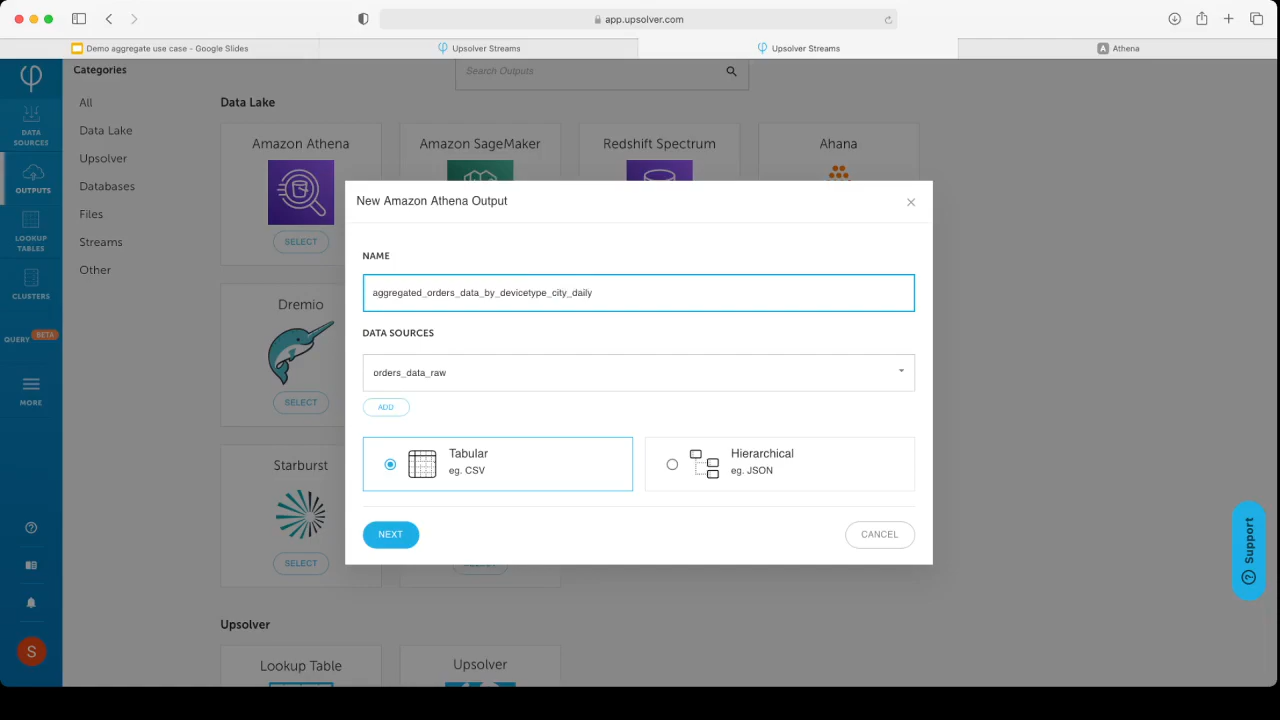 app.upsolver.com
Demo aggregate use case - Google Slides
Upsolver Streams
Upsolver Streams
A
Athena
DATA
SOURCES
OUTPUTS
LOOKUP
TABLES
CLUSTERS
QUERY
BETA
MORE
S
Categories
All
Data Lake
Upsolver
Databases
Files
Streams
Other
Search Outputs
Data Lake
Amazon Athena
SELECT
Amazon SageMaker
Redshift Spectrum
Ahana
Dremio
SELECT
Starburst
SELECT
Upsolver
Lookup Table
Upsolver
New Amazon Athena Output
NAME
aggregated_orders_data_by_devicetype_city_daily
DATA SOURCES
orders_data_raw
ADD
Tabular
eg. CSV
Hierarchical
eg. JSON
NEXT
CANCEL
Support